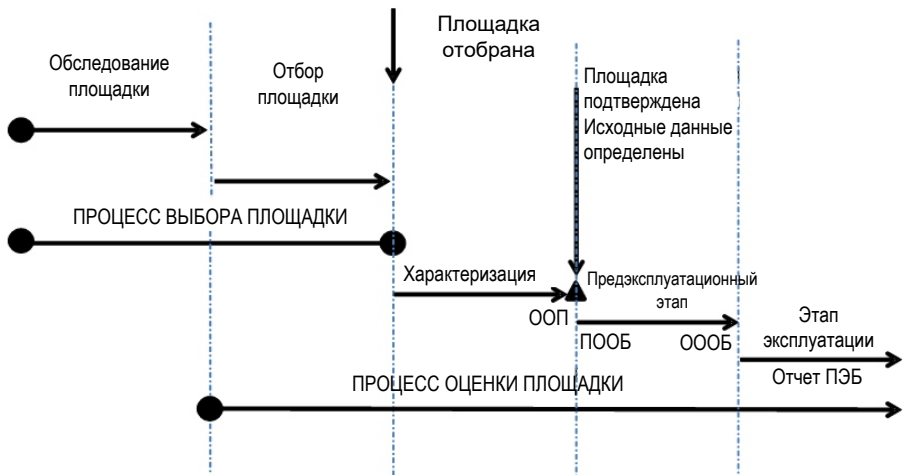 Площадка
отобрана
Обследование
площадки
Отбор
площадки
Площадка
подтверждена
Исходные данные
определены
ПРОЦЕСС ВЫБОРА ПЛОЩАДКИ
Характеризация
Предэксплуатационный
этап
ООП
ПООБ
ОООБ
Этап
эксплуатации
Отчет ПЭБ
ПРОЦЕСС ОЦЕНКИ ПЛОЩАДКИ